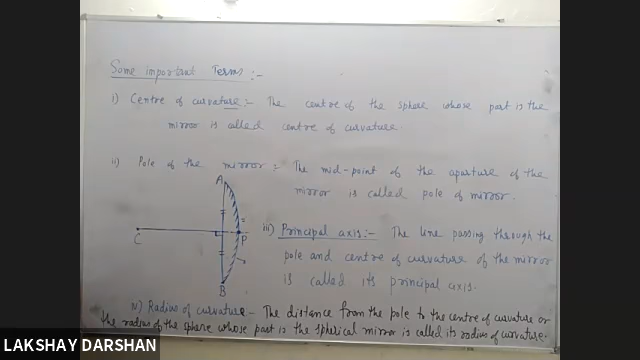 Some important Terms :-
i) Centre of curvature :- The centre of the sphere whose part is the
mirror is called centre of curvature.
ii) Pole of the mirror :- The mid-point of the aparture of the
mirror is called pole of mirror.
A
C
P
B
iii) Principal axis :- The line passing through the
pole and centre of curvature of the mirror
is called its principal axis.
iv) Radius of curvature - The distance from the pole to the centre of curvature or
the radius of the sphere whose part is the spherical mirror is called its radius of curvature.
LAKSHAY DARSHAN